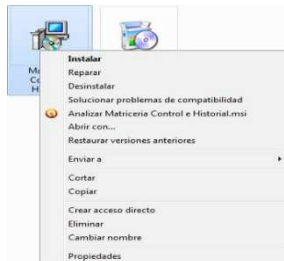 Instalar
Reparar
Desinstalar
Solucionar problemas de compatibilidad
Analizar Matriceria Control e Historial.msi
Abrir con...
Restaurar versiones anteriores
Enviar a
Cortar
Copiar
Crear acceso directo
Eliminar
Cambiar nombre
Propiedades